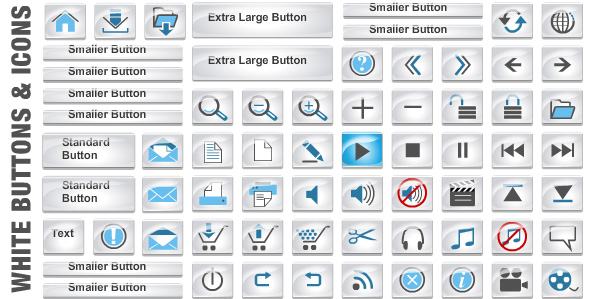 WHITE BUTTONS & ICONS
Extra Large Button
Smaller Button
Smaller Button
Smaller Button
Extra Large Button
Smaller Button
Smaller Button
Smaller Button
Standard
Button
Standard
Button
Text
Smaller Button
Smaller Button